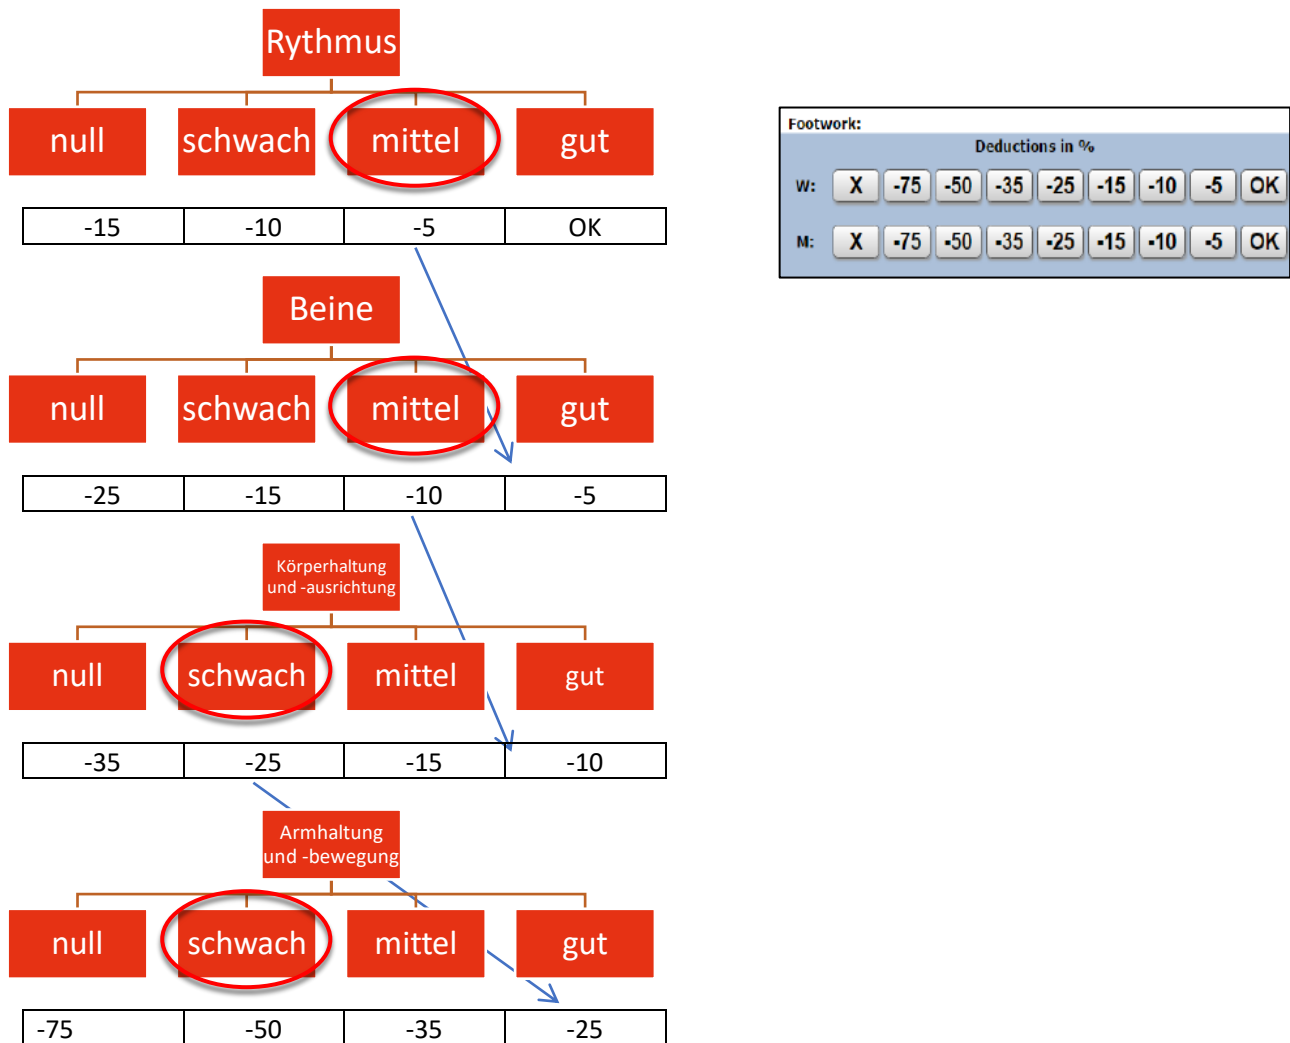 Rythmus
null schwach mittel gut
-15 -10 -5 OK
Beine
null schwach mittel gut
-25 -15 -10 -5
Körperhaltung
und -ausrichtung
null schwach mittel gut
-35 -25 -15 -10
Armhaltung
und -bewegung
null schwach mittel gut
-75 -50 -35 -25
Footwork:
Deductions in %
W: X -75 -50 -35 -25 -15 -10 -5 OK
M: X -75 -50 -35 -25 -15 -10 -5 OK